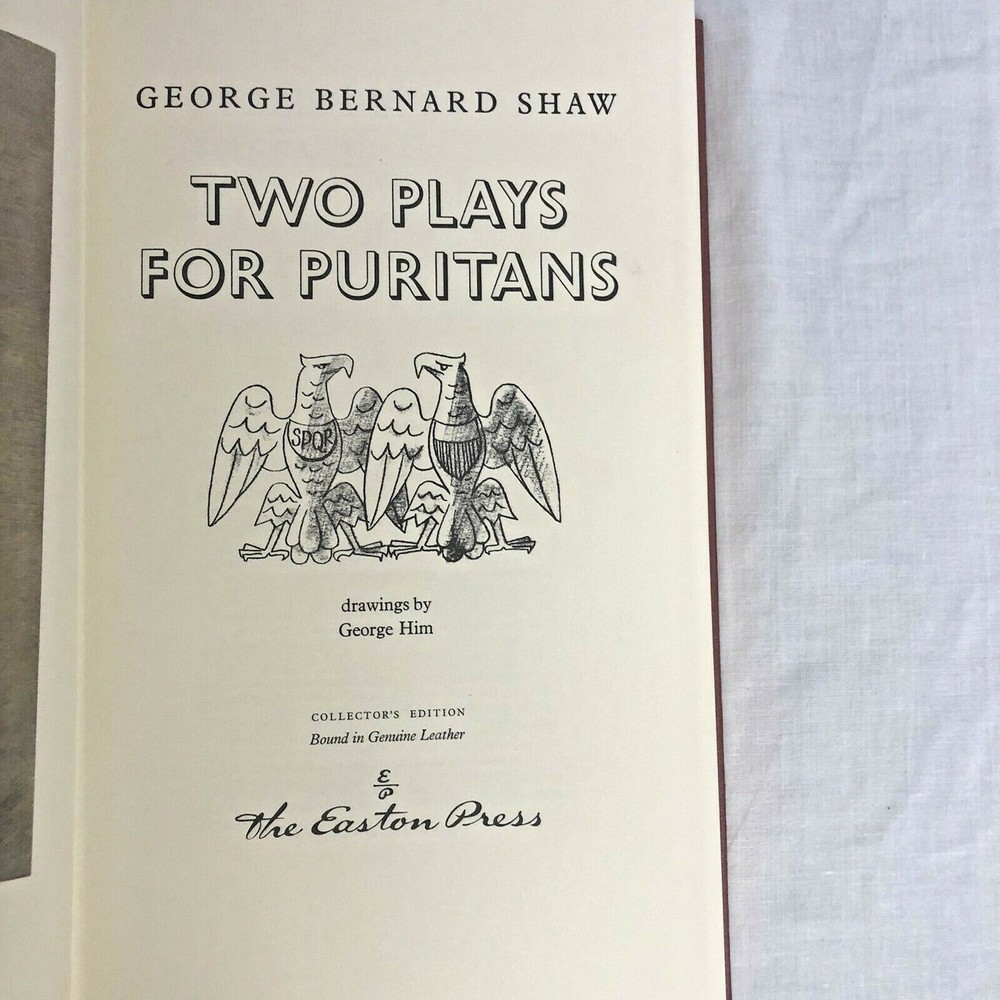 GEORGE BERNARD SHAW
TWO PLAYS
FOR PURITANS
SPQR
drawings by
George Him
COLLECTOR'S EDITION
Bound in Genuine Leather
E
P
The Easton Press